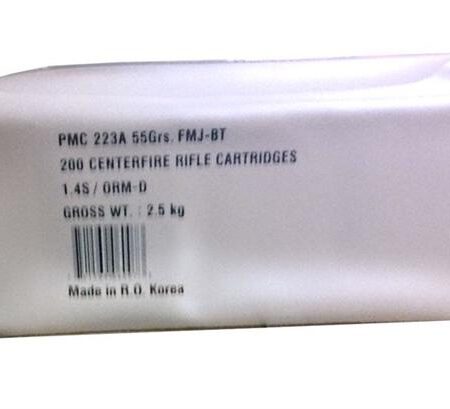 PMC 223A 55Grs. FMJ-BT
200 CENTERFIRE RIFLE CARTRIDGES
1.4S / ORM-D
GROSS WT. : 2.5 kg
Made in R.O. Korea